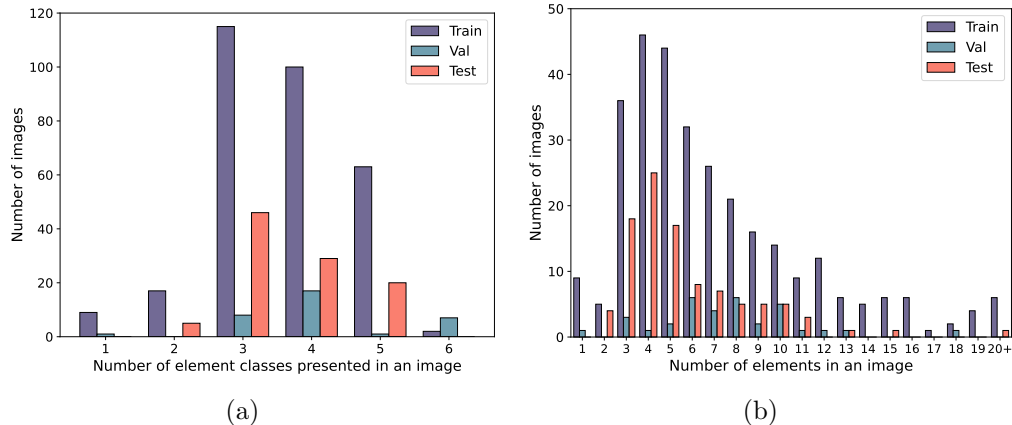 120
100
80
60
40
20
0
Number of images
Train
Val
Test
1 2 3 4 5 6
Number of element classes presented in an image
(a)
50
40
30
20
10
0
Number of images
Train
Val
Test
1 2 3 4 5 6 7 8 9 10 11 12 13 14 15 16 17 18 19 20+
Number of elements in an image
(b)